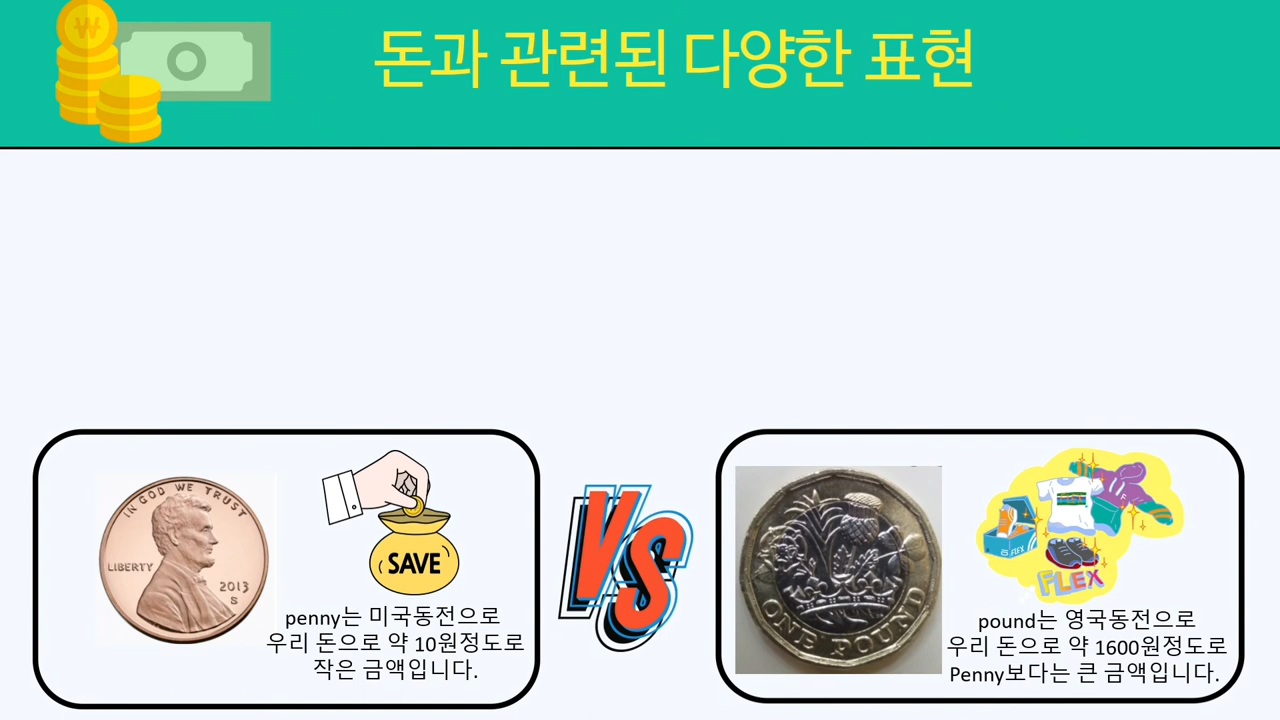 돈과 관련된 다양한 표현
IN GOD WE TRUST
LIBERTY
2013
S
SAVE
penny는 미국동전으로
우리 돈으로 약 10원정도로
작은 금액입니다.
VS
ONE POUND
F
FLEX
FLEX
pound는 영국동전으로
우리 돈으로 약 1600원정도로
Penny보다는 큰 금액입니다.